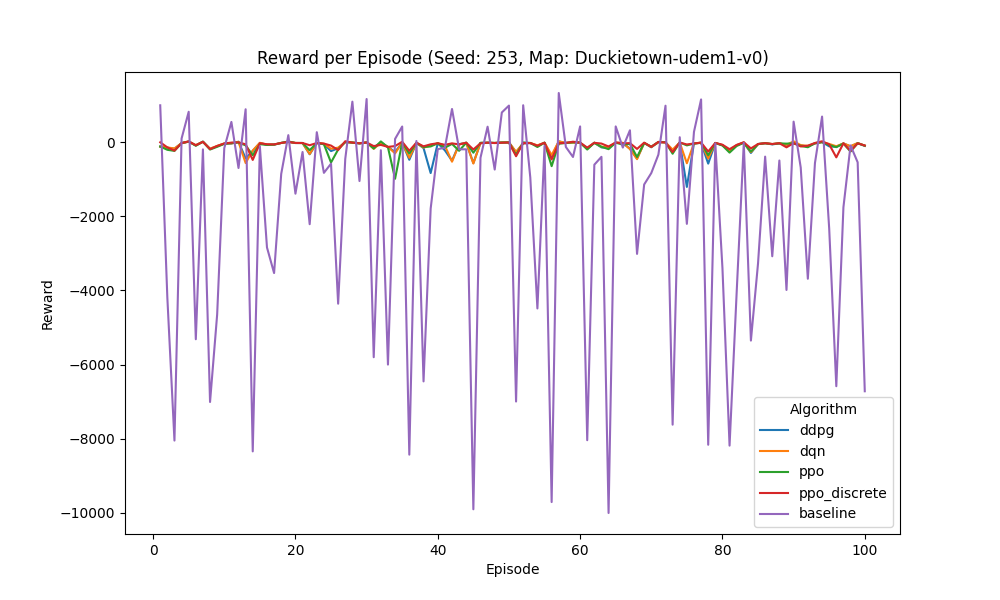 Reward per Episode (Seed: 253, Map: Duckietown-udem1-v0)
Reward
0
−2000
−4000
−6000
−8000
−10000
Algorithm
ddpg
dqn
ppo
ppo_discrete
baseline
0 20 40 60 80 100
Episode